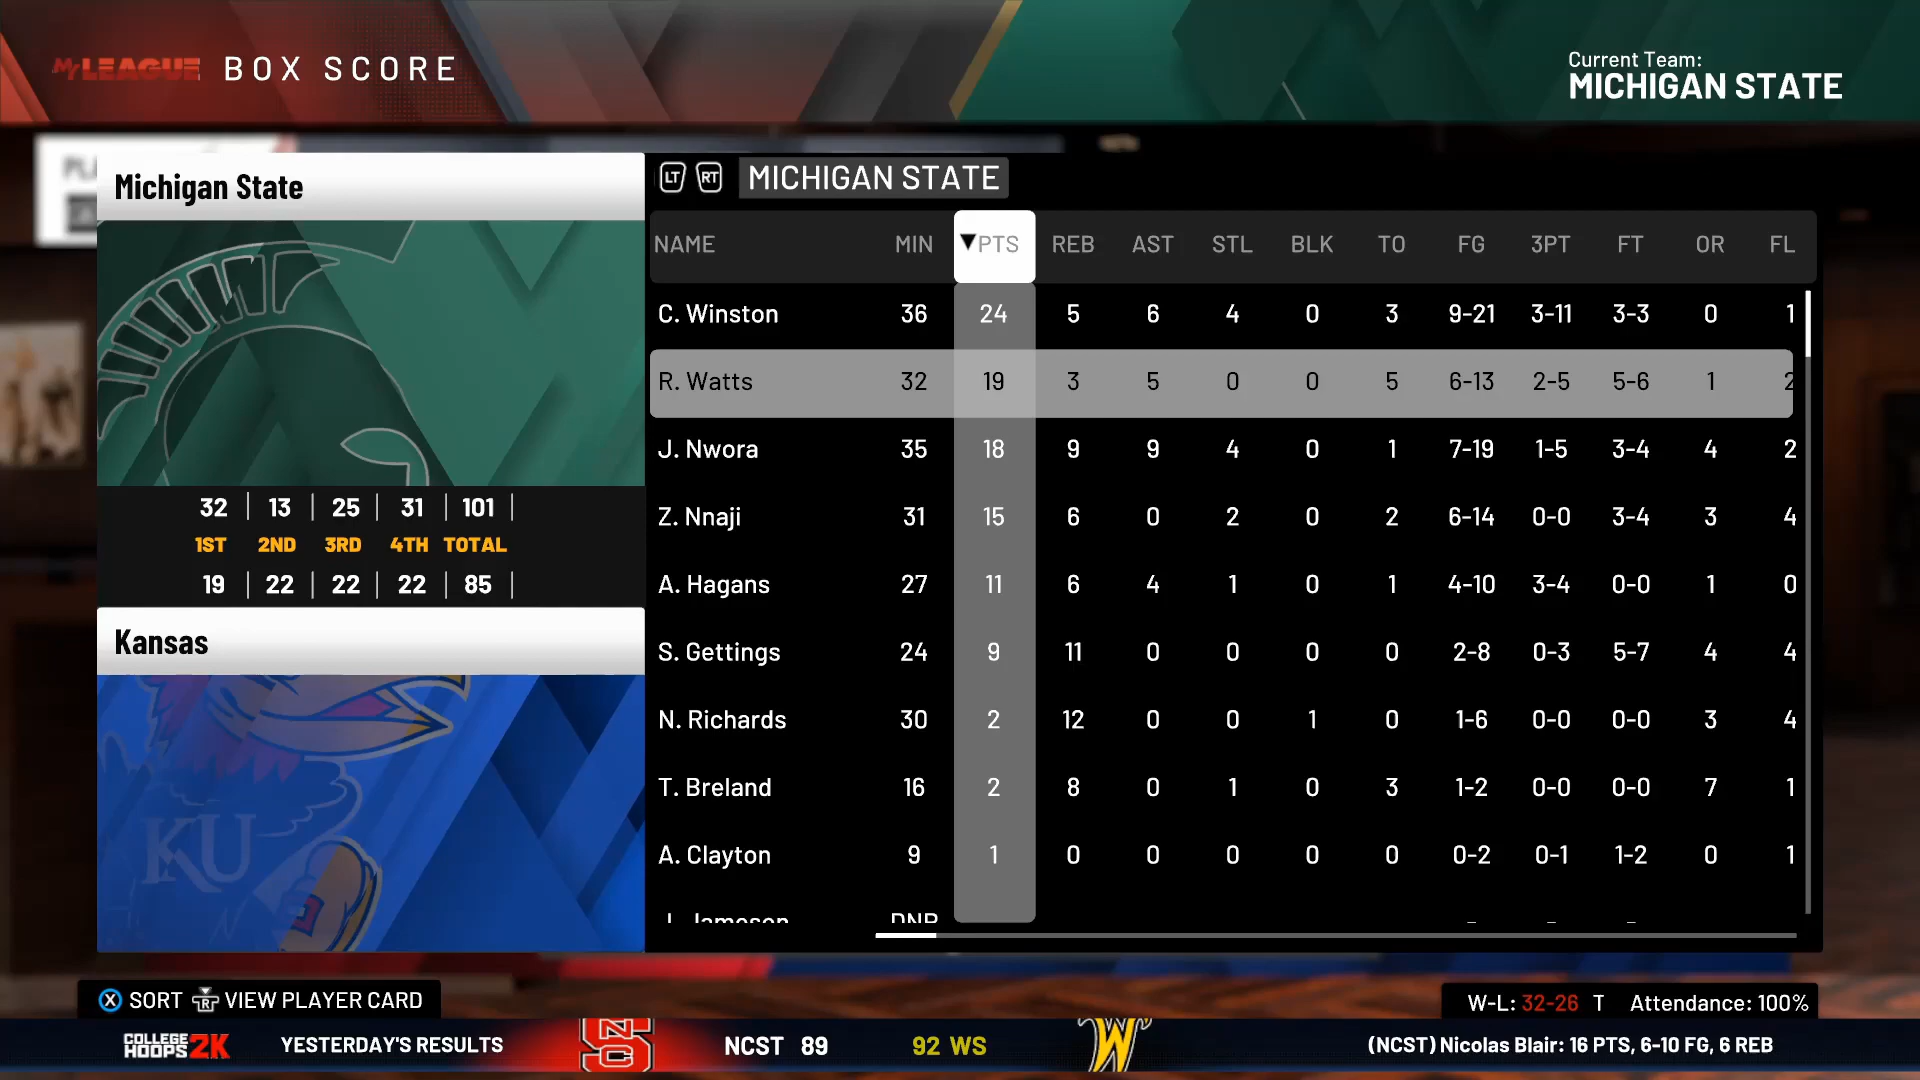 MyLEAGUE BOX SCORE
Current Team:
MICHIGAN STATE
Michigan State
32 | 13 | 25 | 31 | 101 |
1ST 2ND 3RD 4TH TOTAL
19 | 22 | 22 | 22 | 85 |
Kansas
KU
LT RT MICHIGAN STATE
NAME MIN ▼PTS REB AST STL BLK TO FG 3PT FT OR FL
C. Winston 36 24 5 6 4 0 3 9-21 3-11 3-3 0 1
R. Watts 32 19 3 5 0 0 5 6-13 2-5 5-6 1 2
J. Nwora 35 18 9 9 4 0 1 7-19 1-5 3-4 4 2
Z. Nnaji 31 15 6 0 2 0 2 6-14 0-0 3-4 3 4
A. Hagans 27 11 6 4 1 0 1 4-10 3-4 0-0 1 0
S. Gettings 24 9 11 0 0 0 0 2-8 0-3 5-7 4 4
N. Richards 30 2 12 0 0 1 0 1-6 0-0 0-0 3 4
T. Breland 16 2 8 0 1 0 3 1-2 0-0 0-0 7 1
A. Clayton 9 1 0 0 0 0 0 0-2 0-1 1-2 0 1
Jameson DNP - - -
X SORT R VIEW PLAYER CARD
W-L: 32-26 T Attendance: 100%
COLLEGE HOOPS 2K YESTERDAY'S RESULTS NCS NCST 89 92 WS W (NCST) Nicolas Blair: 16 PTS, 6-10 FG, 6 REB